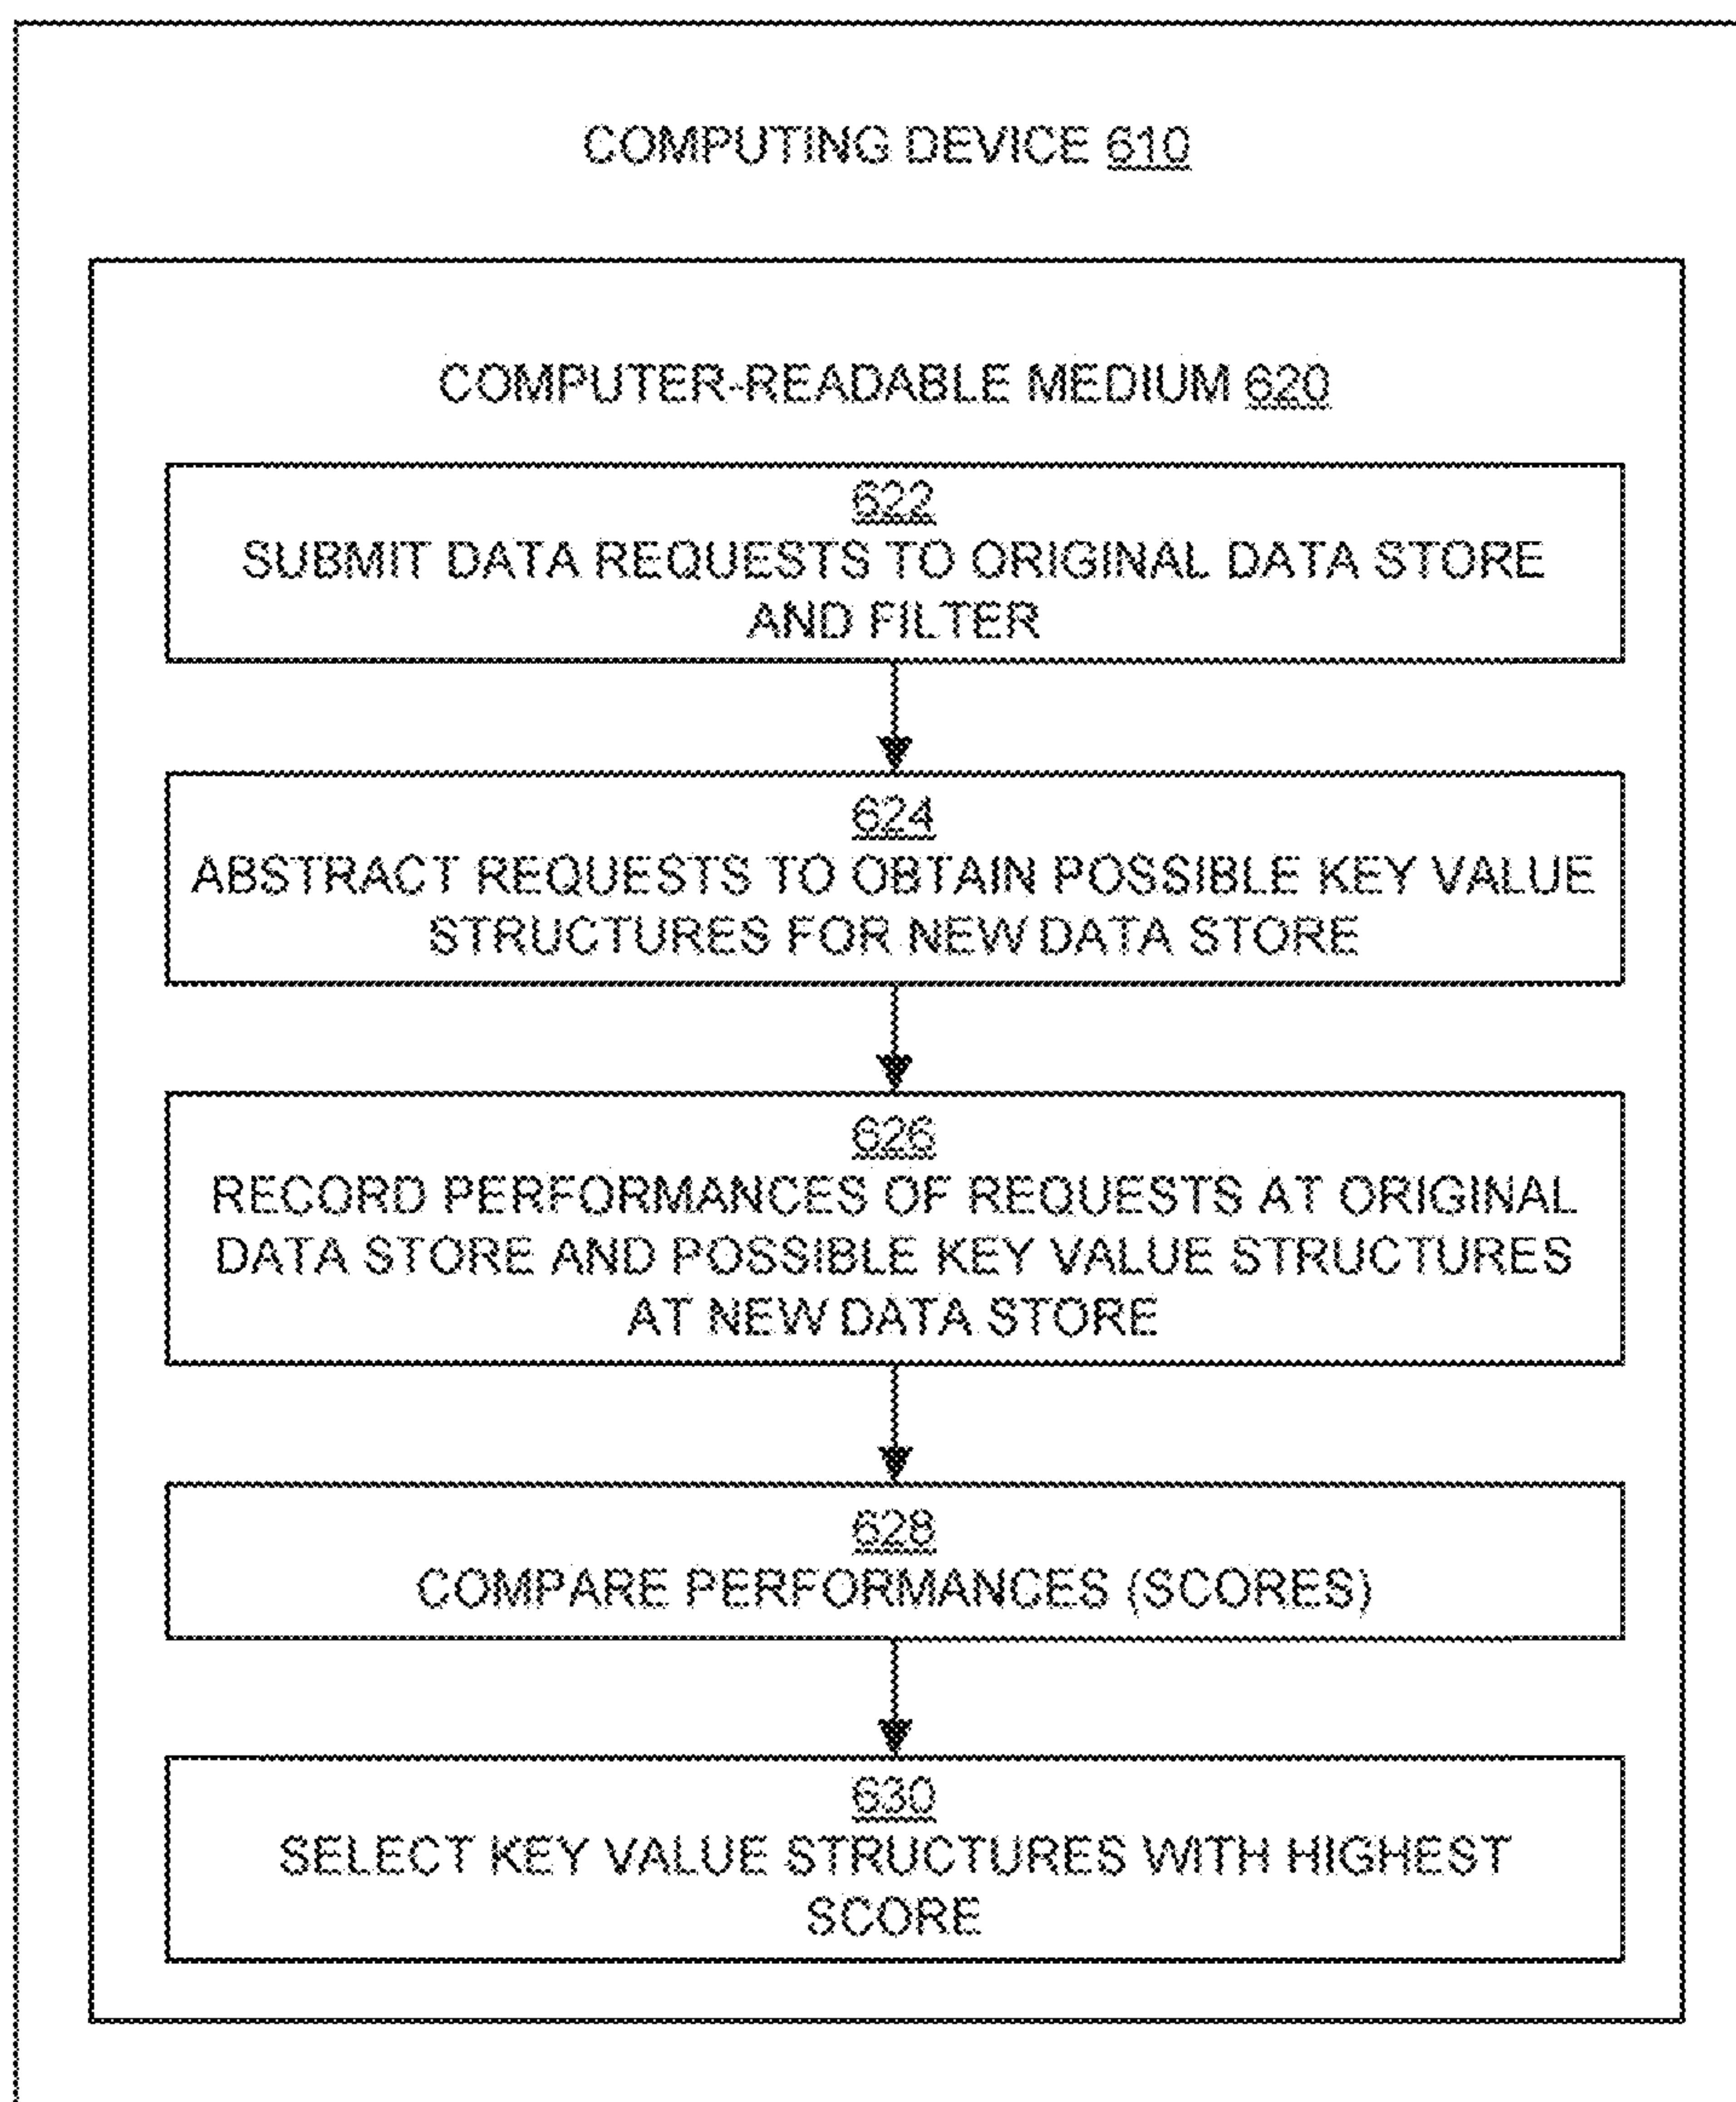 COMPUTING DEVICE 610
COMPUTER-READABLE MEDIUM 620
622
SUBMIT DATA REQUESTS TO ORIGINAL DATA STORE
AND FILTER
624
ABSTRACT REQUESTS TO OBTAIN POSSIBLE KEY VALUE
STRUCTURES FOR NEW DATA STORE
626
RECORD PERFORMANCES OF REQUESTS AT ORIGINAL
DATA STORE AND POSSIBLE KEY VALUE STRUCTURES
AT NEW DATA STORE
628
COMPARE PERFORMANCES (SCORES)
630
SELECT KEY VALUE STRUCTURES WITH HIGHEST
SCORE